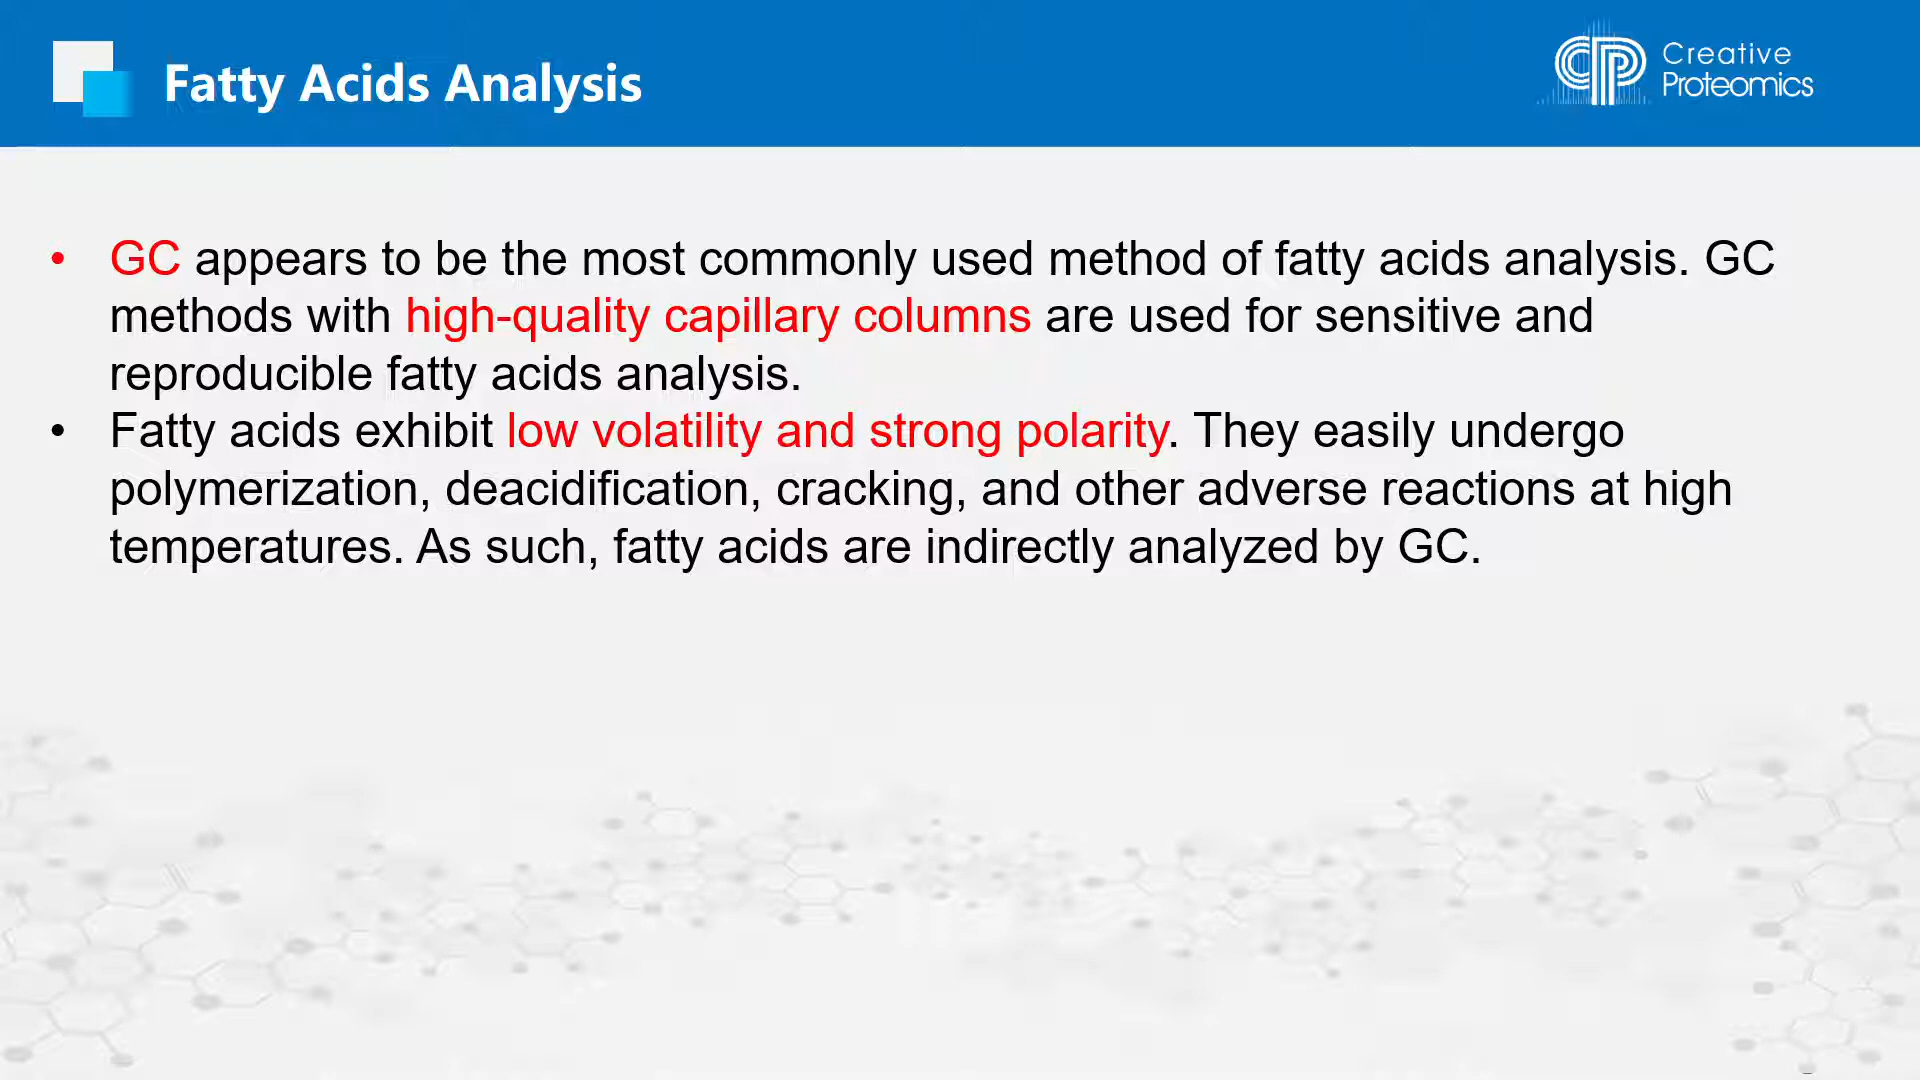 Fatty Acids Analysis
Creative
Proteomics
• GC appears to be the most commonly used method of fatty acids analysis. GC
methods with high-quality capillary columns are used for sensitive and
reproducible fatty acids analysis.
• Fatty acids exhibit low volatility and strong polarity. They easily undergo
polymerization, deacidification, cracking, and other adverse reactions at high
temperatures. As such, fatty acids are indirectly analyzed by GC.